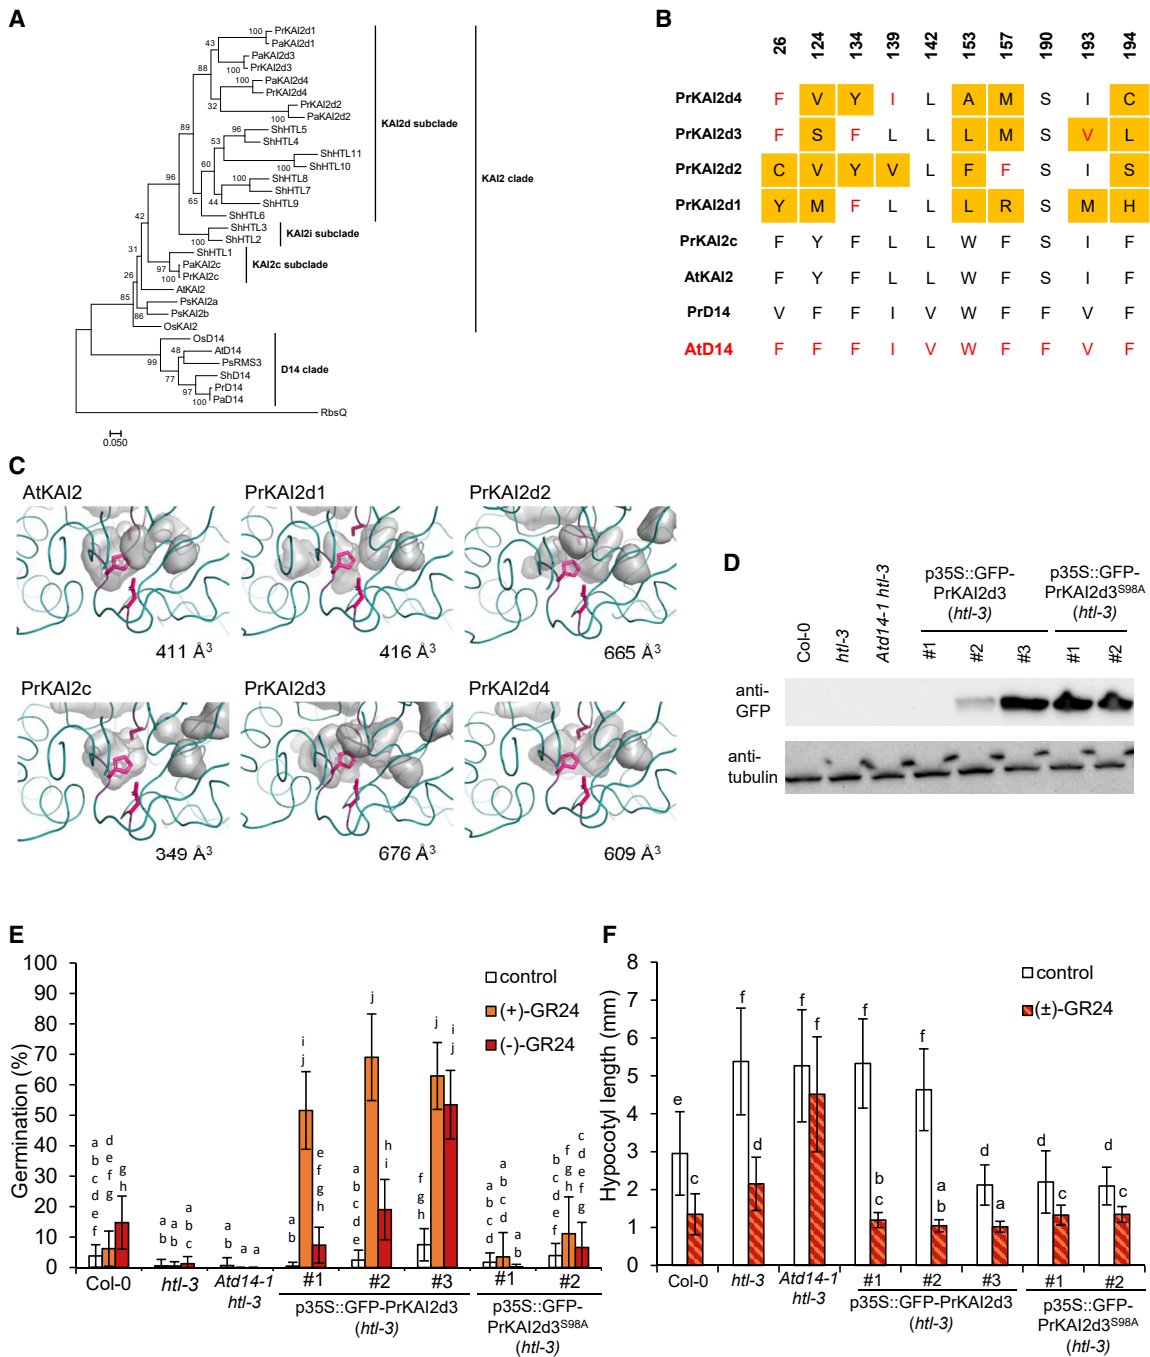 A
PrKAI2d1
PaKAI2d1
PaKAI2d3
PrKAI2d3
PaKAI2d4
PrKAI2d4
PrKAI2d2
PaKAI2d2
ShHTL5
ShHTL4
ShHTL11
ShHTL10
ShHTL8
ShHTL7
ShHTL9
ShHTL6
ShHTL3
ShHTL2
ShHTL1
PaKAI2c
PrKAI2c
AtKAI2
PsKAI2a
PsKAI2b
OsKAI2
OsD14
AtD14
PsRMS3
ShD14
PrD14
PaD14
RbsQ
100
43
100
88
100
32
100
89
96
53
60
100
100
65
44
96
100
42
97
100
31
26
85
86
48
99
77
97
100
0.050
KAI2d subclade
KAI2 clade
KAI2i subclade
KAI2c subclade
D14 clade
B
26 124 134 139 142 153 157 190 193 194
PrKAI2d4 F V Y I L A M S I C
PrKAI2d3 F S F L L L M S V L
PrKAI2d2 C V Y V L F F S I S
PrKAI2d1 Y M F L L L R S M H
PrKAI2c F Y F L L W F S I F
AtKAI2 F Y F L L W F S I F
PrD14 V F F I V W F F V F
AtD14 F F F I V W F F V F
C
AtKAI2 PrKAI2d1 PrKAI2d2
411 Å³ 416 Å³ 665 Å³
PrKAI2c PrKAI2d3 PrKAI2d4
349 Å³ 676 Å³ 609 Å³
D
Col-0
htl-3
Atd14-1 htl-3
p35S::GFP-
PrKAI2d3
(htl-3)
p35S::GFP-
PrKAI2d3S98A
(htl-3)
#1 #2 #3 #1 #2
anti-
GFP
anti-
tubulin
E
Germination (%)
100
90
80
70
60
50
40
30
20
10
0
control
(+)-GR24
(-)-GR24
a b c d e f
d e f g
g h
a b
a b
a b c
a b
a
a
a b
i j
e f g h
a b c d e
j
h i
f g h
j
i j
a b c d
a b c d
a b
b c d e
c f g h
c d e f g
Col-0
htl-3
Atd14-1
htl-3
#1 #2 #3 #1 #2
p35S::GFP-PrKAI2d3
(htl-3)
p35S::GFP-
PrKAI2d3S98A
(htl-3)
F
Hypocotyl length (mm)
8
7
6
5
4
3
2
1
0
control
(±)-GR24
e
c
f
d
f
f
f
b c
f
a b
d
a
d
c
d
c
Col-0
htl-3
Atd14-1
htl-3
#1 #2 #3 #1 #2
p35S::GFP-PrKAI2d3
(htl-3)
p35S::GFP-
PrKAI2d3S98A
(htl-3)